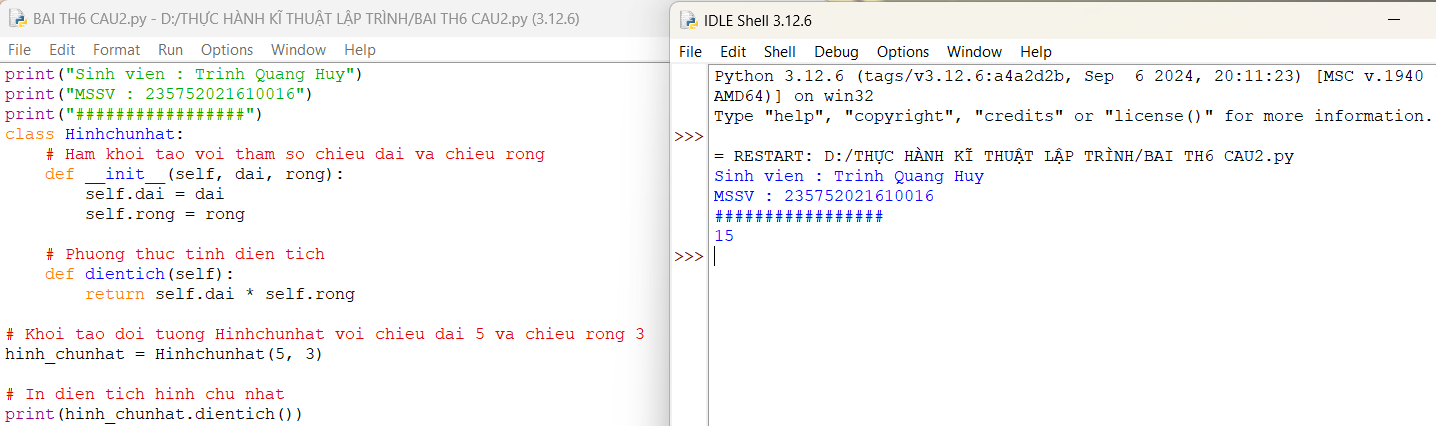 BAI TH6 CAU2.py - D:/THỰC HÀNH KĨ THUẬT LẬP TRÌNH/BAI TH6 CAU2.py (3.12.6)
File Edit Format Run Options Window Help
print("Sinh vien : Trinh Quang Huy")
print("MSSV : 235752021610016")
print("#################")
class Hinhchunhat:
    # Ham khoi tao voi tham so chieu dai va chieu rong
    def __init__(self, dai, rong):
        self.dai = dai
        self.rong = rong
    # Phuong thuc tinh dien tich
    def dientich(self):
        return self.dai * self.rong
# Khoi tao doi tuong Hinhchunhat voi chieu dai 5 va chieu rong 3
hinh_chunhat = Hinhchunhat(5, 3)
# In dien tich hinh chu nhat
print(hinh_chunhat.dientich())
IDLE Shell 3.12.6
File Edit Shell Debug Options Window Help
Python 3.12.6 (tags/v3.12.6:a4a2d2b, Sep  6 2024, 20:11:23) [MSC v.1940
AMD64)] on win32
Type "help", "copyright", "credits" or "license()" for more information.
>>>
= RESTART: D:/THỰC HÀNH KĨ THUẬT LẬP TRÌNH/BAI TH6 CAU2.py
Sinh vien : Trinh Quang Huy
MSSV : 235752021610016
#################
15
>>>